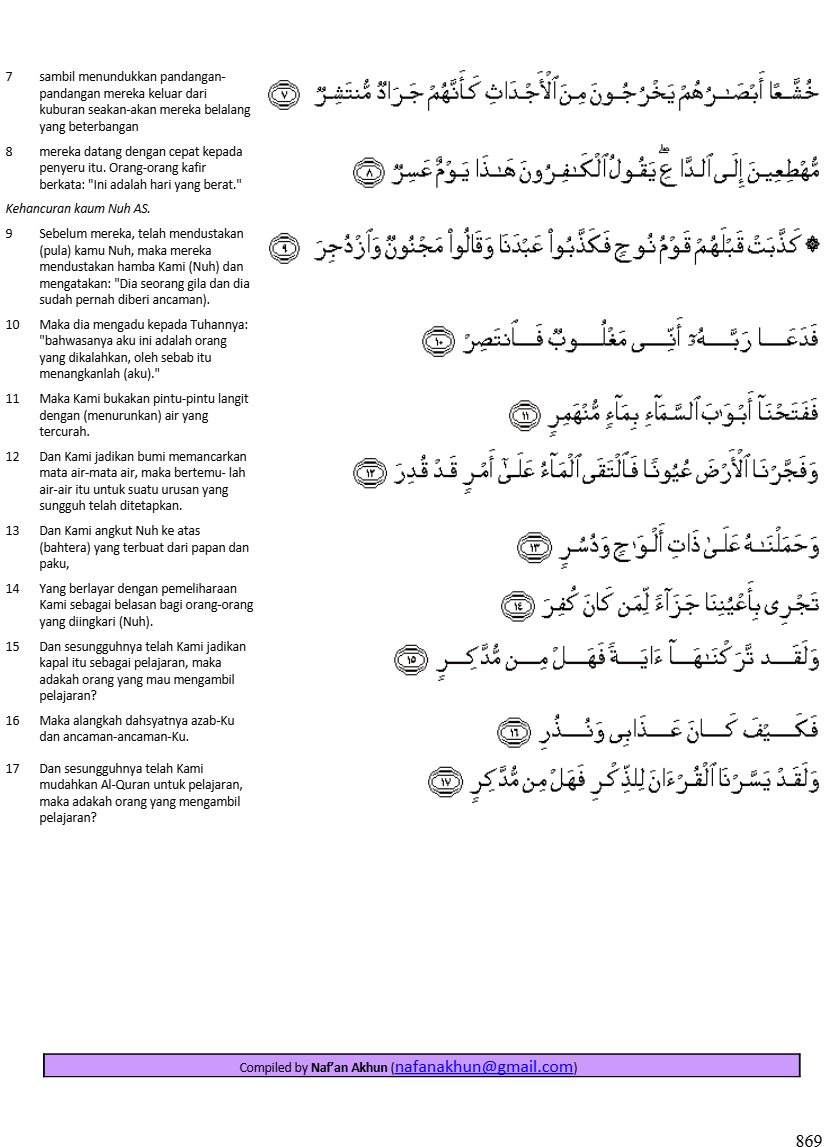 7 sambil menundukkan pandangan-
pandangan mereka keluar dari
kuburan seakan-akan mereka belalang
yang beterbangan
خُشَّعًا أَبْصَـٰرُهُمْ يَخْرُجُونَ مِنَ ٱلْأَجْدَاثِ كَأَنَّهُمْ جَرَادٌ مُّنتَشِرٌ ﴿٧﴾
8 mereka datang dengan cepat kepada
penyeru itu. Orang-orang kafir
berkata: "Ini adalah hari yang berat."
مُّهْطِعِينَ إِلَى ٱلدَّاعِ ۖ يَقُولُ ٱلْكَـٰفِرُونَ هَـٰذَا يَوْمٌ عَسِرٌ ﴿٨﴾
Kehancuran kaum Nuh AS.
9 Sebelum mereka, telah mendustakan
(pula) kamu Nuh, maka mereka
mendustakan hamba Kami (Nuh) dan
mengatakan: "Dia seorang gila dan dia
sudah pernah diberi ancaman).
۞ كَذَّبَتْ قَبْلَهُمْ قَوْمُ نُوحٍ فَكَذَّبُوا۟ عَبْدَنَا وَقَالُوا۟ مَجْنُونٌ وَٱزْدُجِرَ ﴿٩﴾
10 Maka dia mengadu kepada Tuhannya:
"bahwasanya aku ini adalah orang
yang dikalahkan, oleh sebab itu
menangkanlah (aku)."
فَدَعَا رَبَّهُۥٓ أَنِّى مَغْلُوبٌ فَٱنتَصِرْ ﴿١٠﴾
11 Maka Kami bukakan pintu-pintu langit
dengan (menurunkan) air yang
tercurah.
فَفَتَحْنَآ أَبْوَٰبَ ٱلسَّمَآءِ بِمَآءٍ مُّنْهَمِرٍ ﴿١١﴾
12 Dan Kami jadikan bumi memancarkan
mata air-mata air, maka bertemu- lah
air-air itu untuk suatu urusan yang
sungguh telah ditetapkan.
وَفَجَّرْنَا ٱلْأَرْضَ عُيُونًا فَٱلْتَقَى ٱلْمَآءُ عَلَىٰٓ أَمْرٍ قَدْ قُدِرَ ﴿١٢﴾
13 Dan Kami angkut Nuh ke atas
(bahtera) yang terbuat dari papan dan
paku,
وَحَمَلْنَـٰهُ عَلَىٰ ذَاتِ أَلْوَٰحٍ وَدُسُرٍ ﴿١٣﴾
14 Yang berlayar dengan pemeliharaan
Kami sebagai belasan bagi orang-orang
yang diingkari (Nuh).
تَجْرِى بِأَعْيُنِنَا جَزَآءً لِّمَن كَانَ كُفِرَ ﴿١٤﴾
15 Dan sesungguhnya telah Kami jadikan
kapal itu sebagai pelajaran, maka
adakah orang yang mau mengambil
pelajaran?
وَلَقَد تَّرَكْنَـٰهَآ ءَايَةً فَهَلْ مِن مُّدَّكِرٍ ﴿١٥﴾
16 Maka alangkah dahsyatnya azab-Ku
dan ancaman-ancaman-Ku.
فَكَيْفَ كَانَ عَذَابِى وَنُذُرِ ﴿١٦﴾
17 Dan sesungguhnya telah Kami
mudahkan Al-Quran untuk pelajaran,
maka adakah orang yang mengambil
pelajaran?
وَلَقَدْ يَسَّرْنَا ٱلْقُرْءَانَ لِلذِّكْرِ فَهَلْ مِن مُّدَّكِرٍ ﴿١٧﴾
Compiled by Naf’an Akhun (nafanakhun@gmail.com)
869